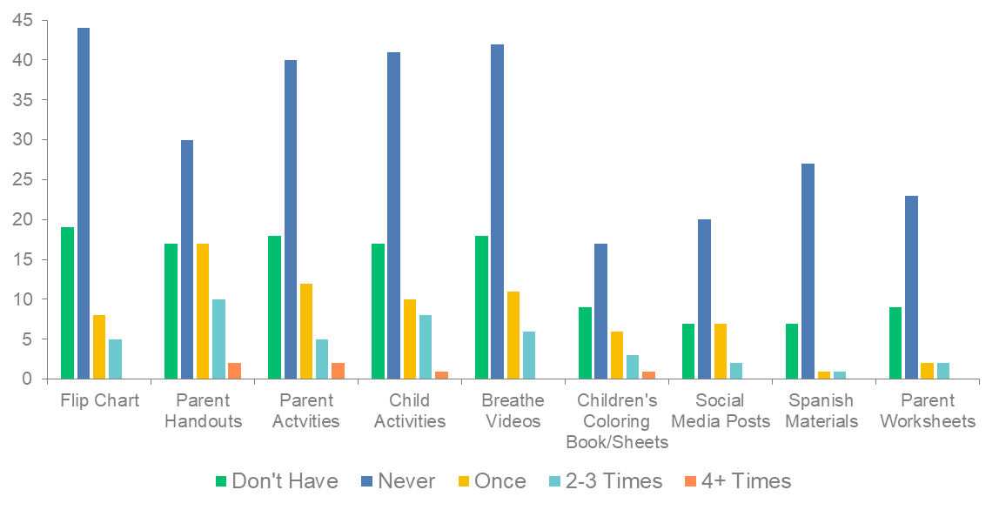 45
40
35
30
25
20
15
10
5
0
Flip Chart
Parent
Handouts
Parent
Actvities
Child
Activities
Breathe
Videos
Children's
Coloring
Book/Sheets
Social
Media Posts
Spanish
Materials
Parent
Worksheets
Don't Have Never Once 2-3 Times 4+ Times